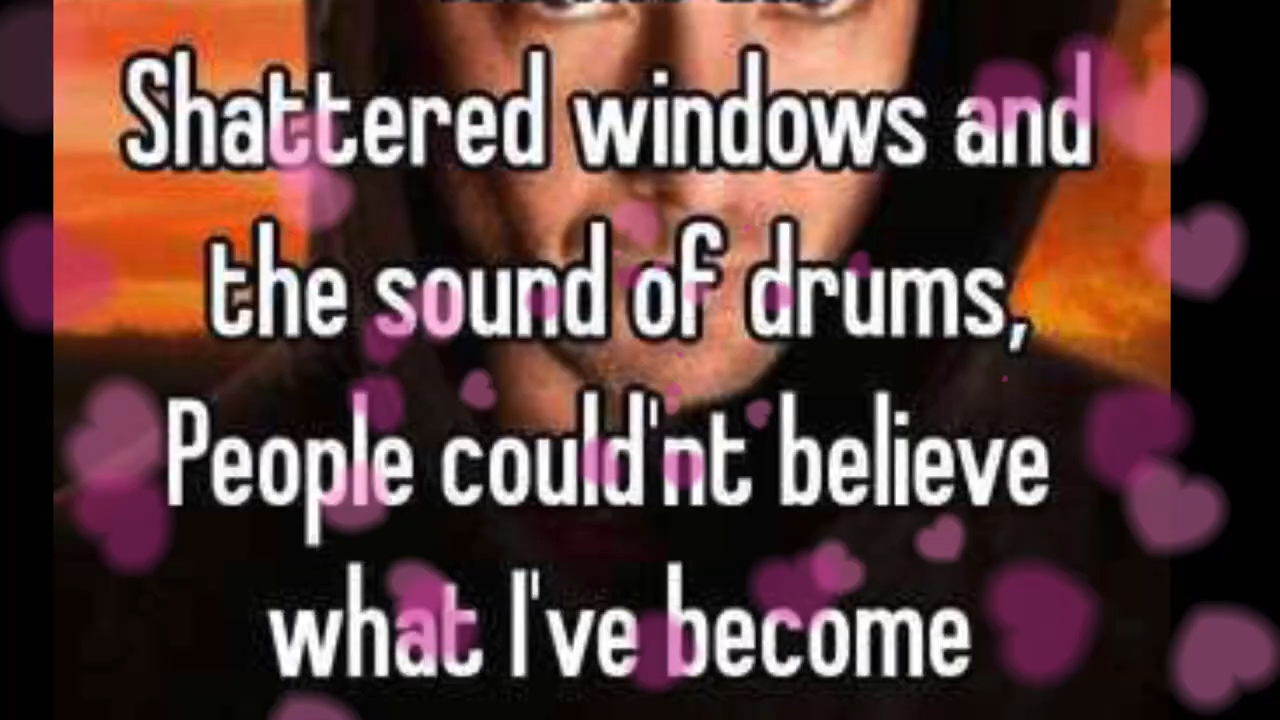 Shattered windows and
the sound of drums,
People could'nt believe
what I've become